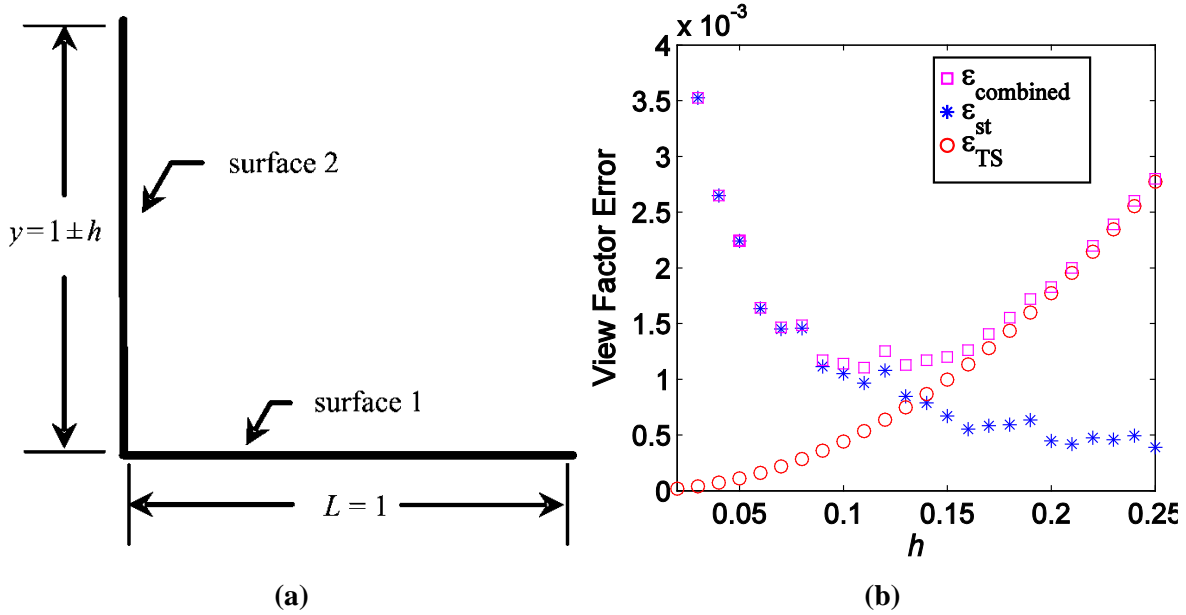 surface 2
y = 1 ± h
surface 1
L = 1
(a)
x 10⁻³
4
3.5
3
2.5
2
1.5
1
0.5
0
View Factor Error
ε_combined
ε_st
ε_TS
0.05
0.1
0.15
0.2
0.25
h
(b)